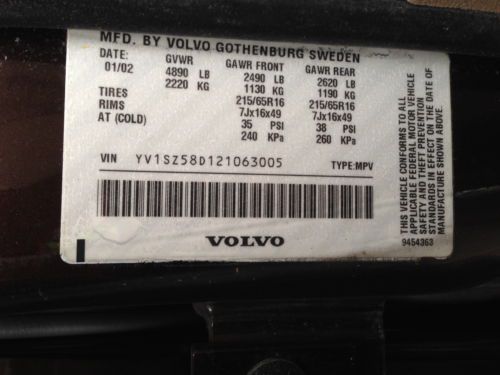 MFD. BY VOLVO GOTHENBURG SWEDEN
DATE: GVWR GAWR FRONT GAWR REAR
01/02 4890 LB 2490 LB 2620 LB
2220 KG 1130 KG 1190 KG
TIRES 215/65R16 215/65R16
RIMS 7Jx16x49 7Jx16x49
AT (COLD) 35 PSI 38 PSI
240 KPa 260 KPa
VIN YV1SZ58D121063005 TYPE:MPV
VOLVO
THIS VEHICLE CONFORMS TO ALL
APPLICABLE FEDERAL MOTOR VEHICLE
SAFETY AND THEFT PREVENTION
STANDARDS IN EFFECT ON THE DATE OF
MANUFACTURE SHOWN ABOVE.
9454363